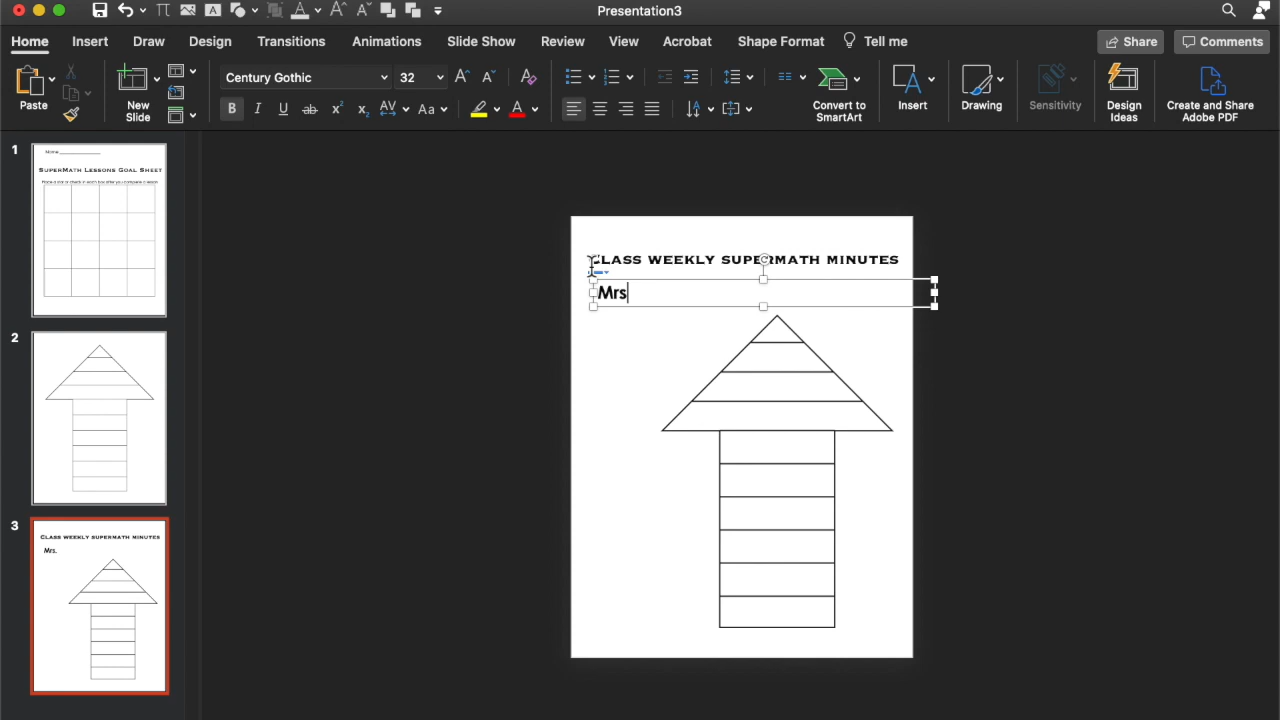 Presentation3
Home Insert Draw Design Transitions Animations Slide Show Review View Acrobat Shape Format Tell me Share Comments
Century Gothic 32
Paste New Slide Convert to SmartArt Insert Drawing Sensitivity Design Ideas Create and Share Adobe PDF
1
Name
SuperMath Lessons Goal Sheet
2
3
Class weekly supermath minutes
Mrs.
Class weekly supermath minutes
Mrs